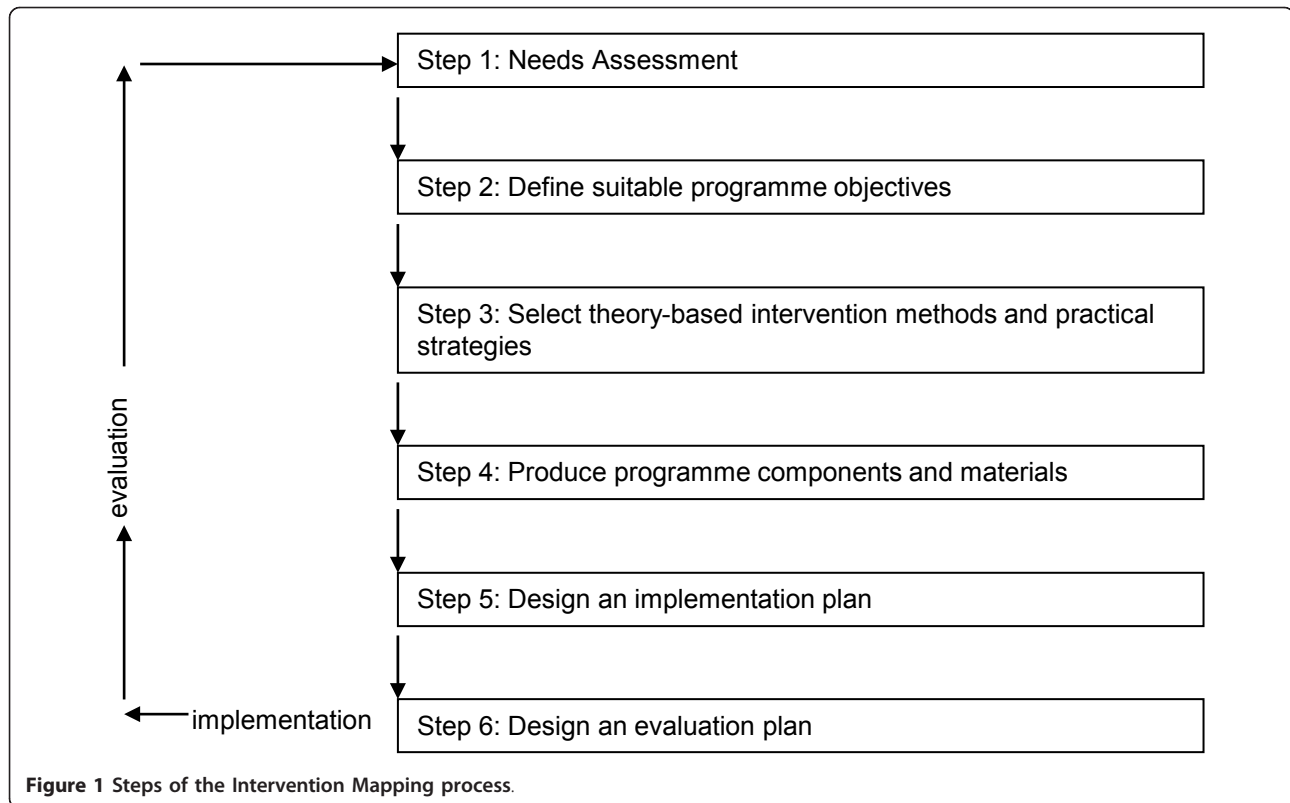 Step 1: Needs Assessment
Step 2: Define suitable programme objectives
Step 3: Select theory-based intervention methods and practical
strategies
Step 4: Produce programme components and materials
Step 5: Design an implementation plan
Step 6: Design an evaluation plan
implementation
evaluation
Figure 1 Steps of the Intervention Mapping process.